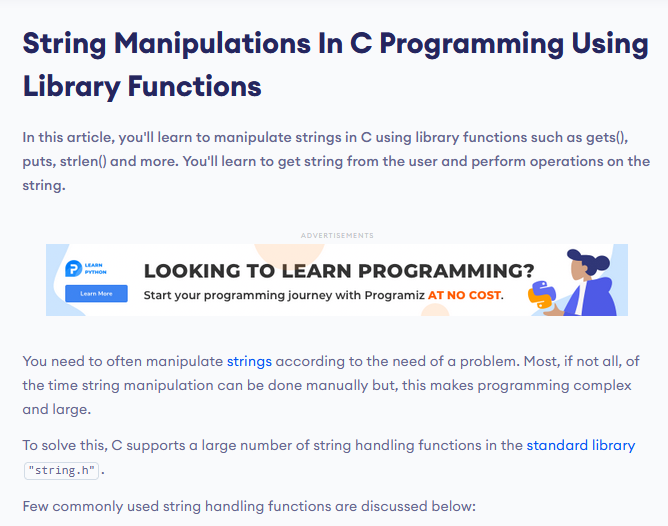 String Manipulations In C Programming Using
Library Functions
In this article, you'll learn to manipulate strings in C using library functions such as gets(),
puts, strlen() and more. You'll learn to get string from the user and perform operations on the
string.
ADVERTISEMENTS
LEARN
PYTHON
Learn More
LOOKING TO LEARN PROGRAMMING?
Start your programming journey with Programiz AT NO COST.
You need to often manipulate strings according to the need of a problem. Most, if not all, of
the time string manipulation can be done manually but, this makes programming complex
and large.
To solve this, C supports a large number of string handling functions in the standard library
"string.h" .
Few commonly used string handling functions are discussed below: